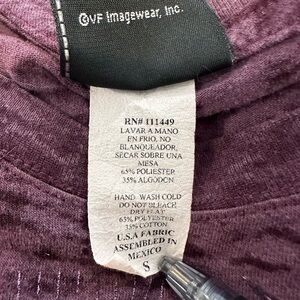 ©VF Imagewear, Inc.
RN# 111449
LAVAR A MANO
EN FRIO, NO
BLANQUEADOR,
SECAR SOBRE UNA
MESA
65% POLIESTER
35% ALGODON
HAND WASH COLD
DO NOT BLEACH
DRY FLAT
65% POLYESTER
35% COTTON
U.S.A FABRIC
ASSEMBLED IN
MEXICO
S